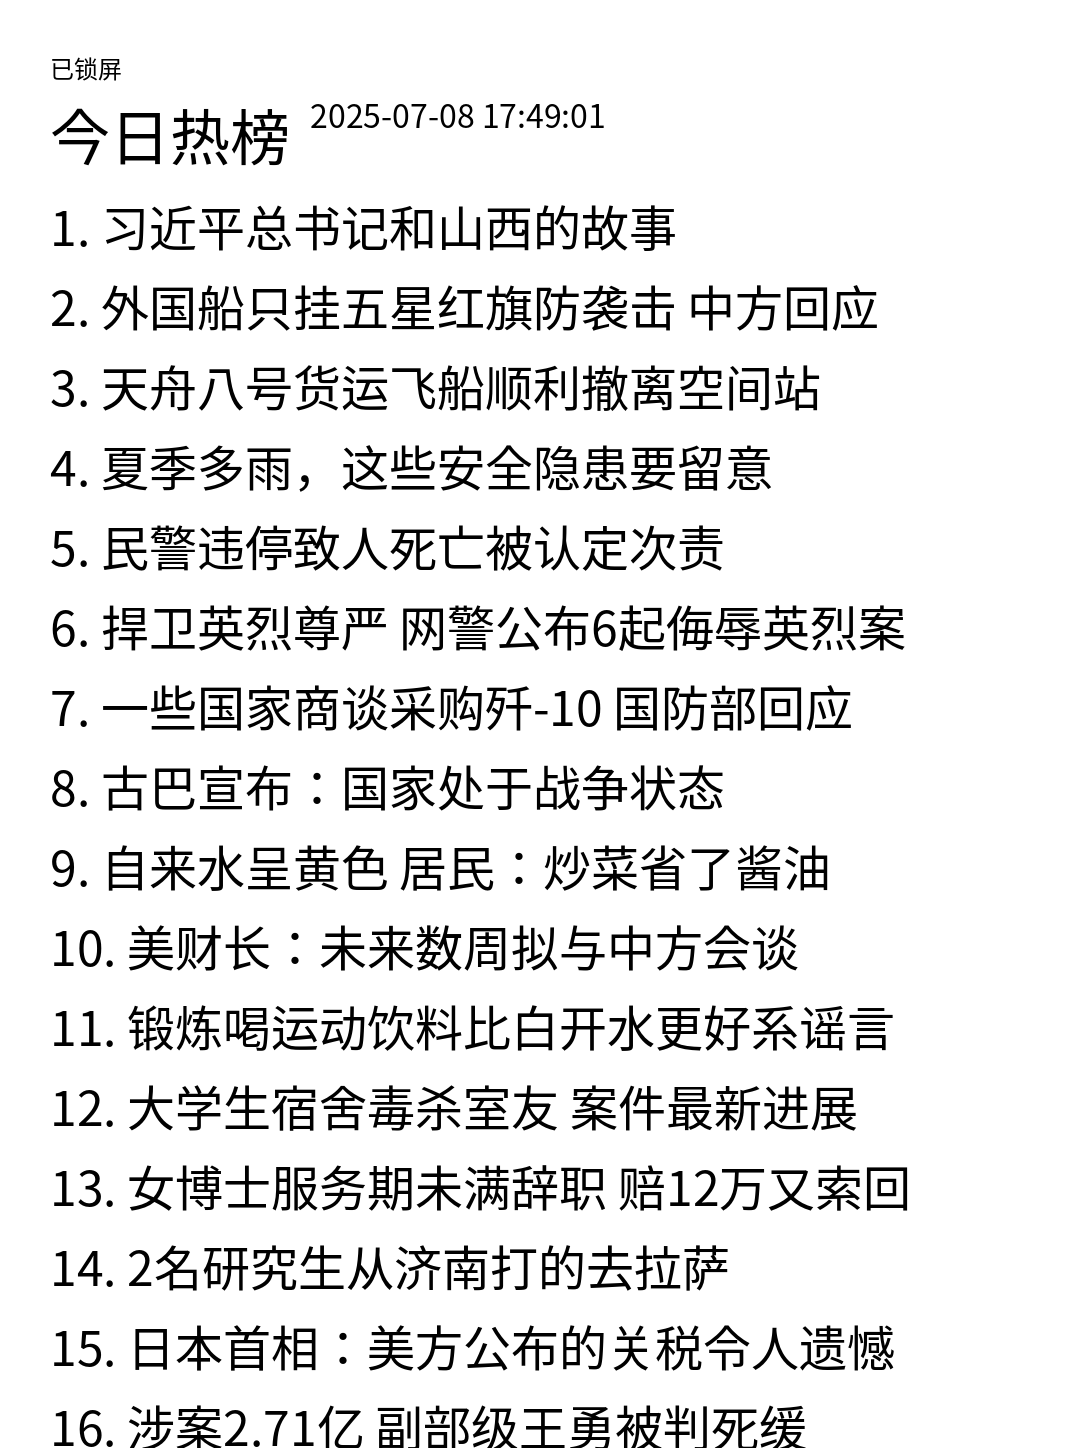 已锁屏
今日热榜 2025-07-08 17:49:01
1. 习近平总书记和山西的故事
2. 外国船只挂五星红旗防袭击 中方回应
3. 天舟八号货运飞船顺利撤离空间站
4. 夏季多雨，这些安全隐患要留意
5. 民警违停致人死亡被认定次责
6. 捍卫英烈尊严 网警公布6起侮辱英烈案
7. 一些国家商谈采购歼-10 国防部回应
8. 古巴宣布：国家处于战争状态
9. 自来水呈黄色 居民：炒菜省了酱油
10. 美财长：未来数周拟与中方会谈
11. 锻炼喝运动饮料比白开水更好系谣言
12. 大学生宿舍毒杀室友 案件最新进展
13. 女博士服务期未满辞职 赔12万又索回
14. 2名研究生从济南打的去拉萨
15. 日本首相：美方公布的关税令人遗憾
16. 涉案2.71亿 副部级王勇被判死缓